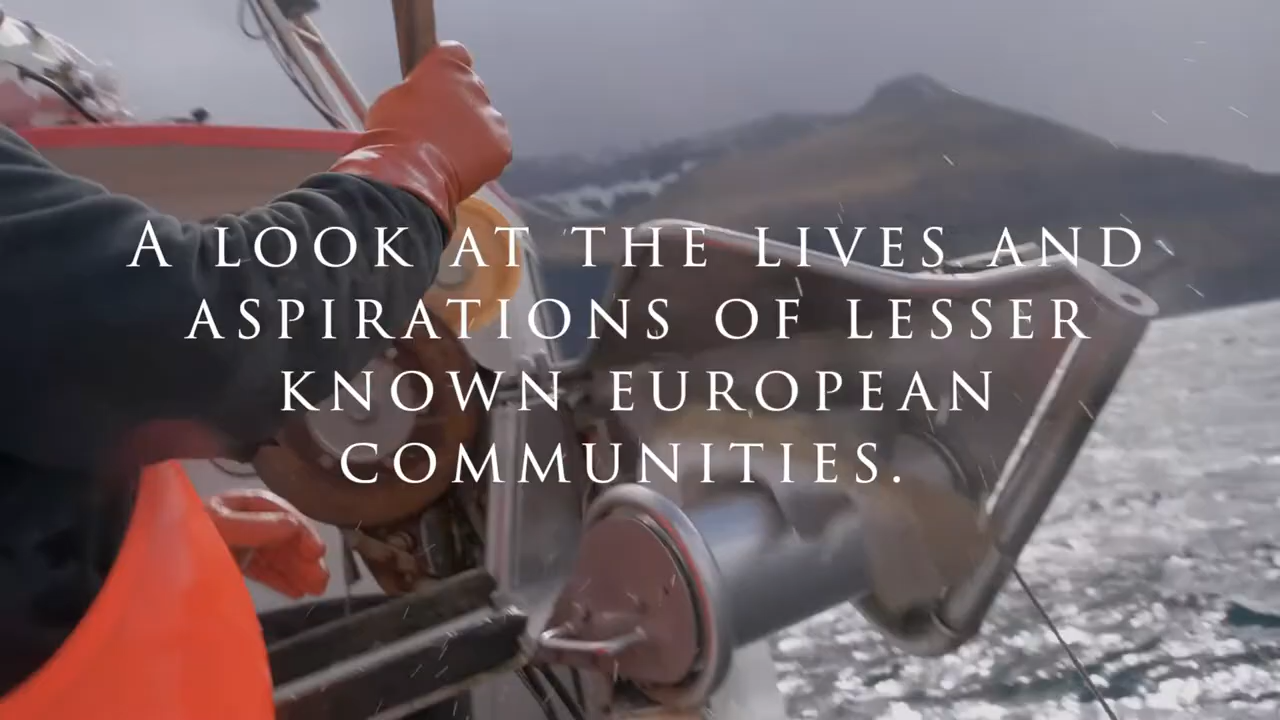 A LOOK AT THE LIVES AND
ASPIRATIONS OF LESSER
KNOWN EUROPEAN
COMMUNITIES.